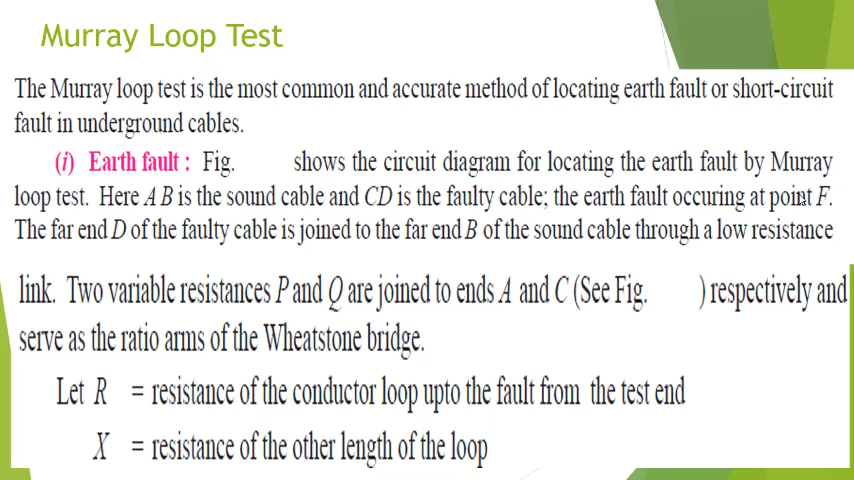 Murray Loop Test
The Murray loop test is the most common and accurate method of locating earth fault or short-circuit
fault in underground cables.
(i) Earth fault : Fig. shows the circuit diagram for locating the earth fault by Murray
loop test. Here A B is the sound cable and CD is the faulty cable; the earth fault occuring at point F.
The far end D of the faulty cable is joined to the far end B of the sound cable through a low resistance
link. Two variable resistances P and Q are joined to ends A and C (See Fig. ) respectively and
serve as the ratio arms of the Wheatstone bridge.
Let R = resistance of the conductor loop upto the fault from the test end
X = resistance of the other length of the loop